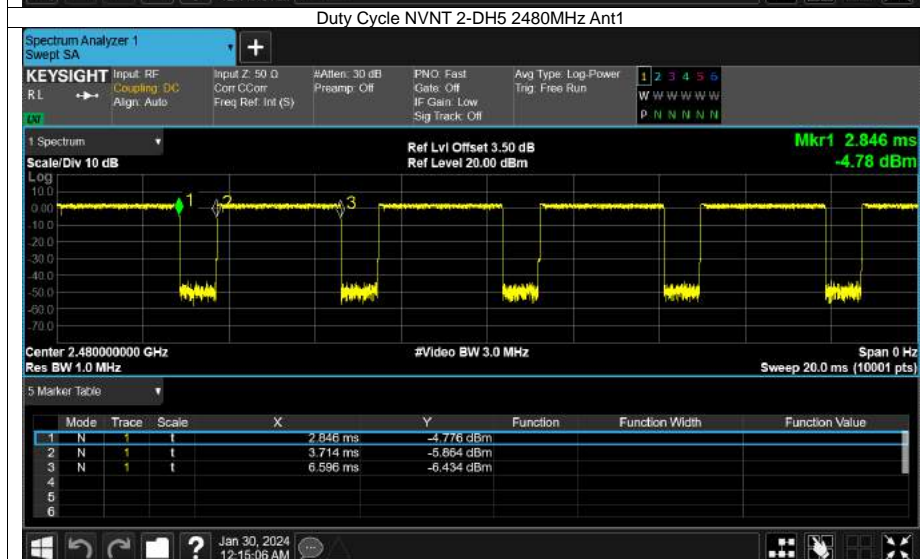 Duty Cycle NVNT 2-DH5 2480MHz Ant1
Spectrum Analyzer 1
Swept SA
+
KEYSIGHT Input: RF Input Z: 50 Ω #Atten: 30 dB PNO: Fast Avg Type: Log-Power 1 2 3 4 5 6
RL Coupling: DC Corr CCorr Preamp: Off Gate: Off Trig: Free Run W W W W W W
Align: Auto Freq Ref: Int (S) IF Gain: Low
Sig Track: Off P N N N N N
1 Spectrum Ref Lvl Offset 3.50 dB Mkr1 2.846 ms
Scale/Div 10 dB Ref Level 20.00 dBm -4.78 dBm
Log
10.0
0.00 1 2 3
-10.0
-20.0
-30.0
-40.0
-50.0
-60.0
-70.0
Center 2.480000000 GHz #Video BW 3.0 MHz Span 0 Hz
Res BW 1.0 MHz Sweep 20.0 ms (10001 pts)
5 Marker Table
Mode Trace Scale X Y Function Function Width Function Value
1 N 1 t 2.846 ms -4.776 dBm
2 N 1 t 3.714 ms -5.864 dBm
3 N 1 t 6.596 ms -6.434 dBm
4
5
6
? Jan 30, 2024
12:15:06 AM